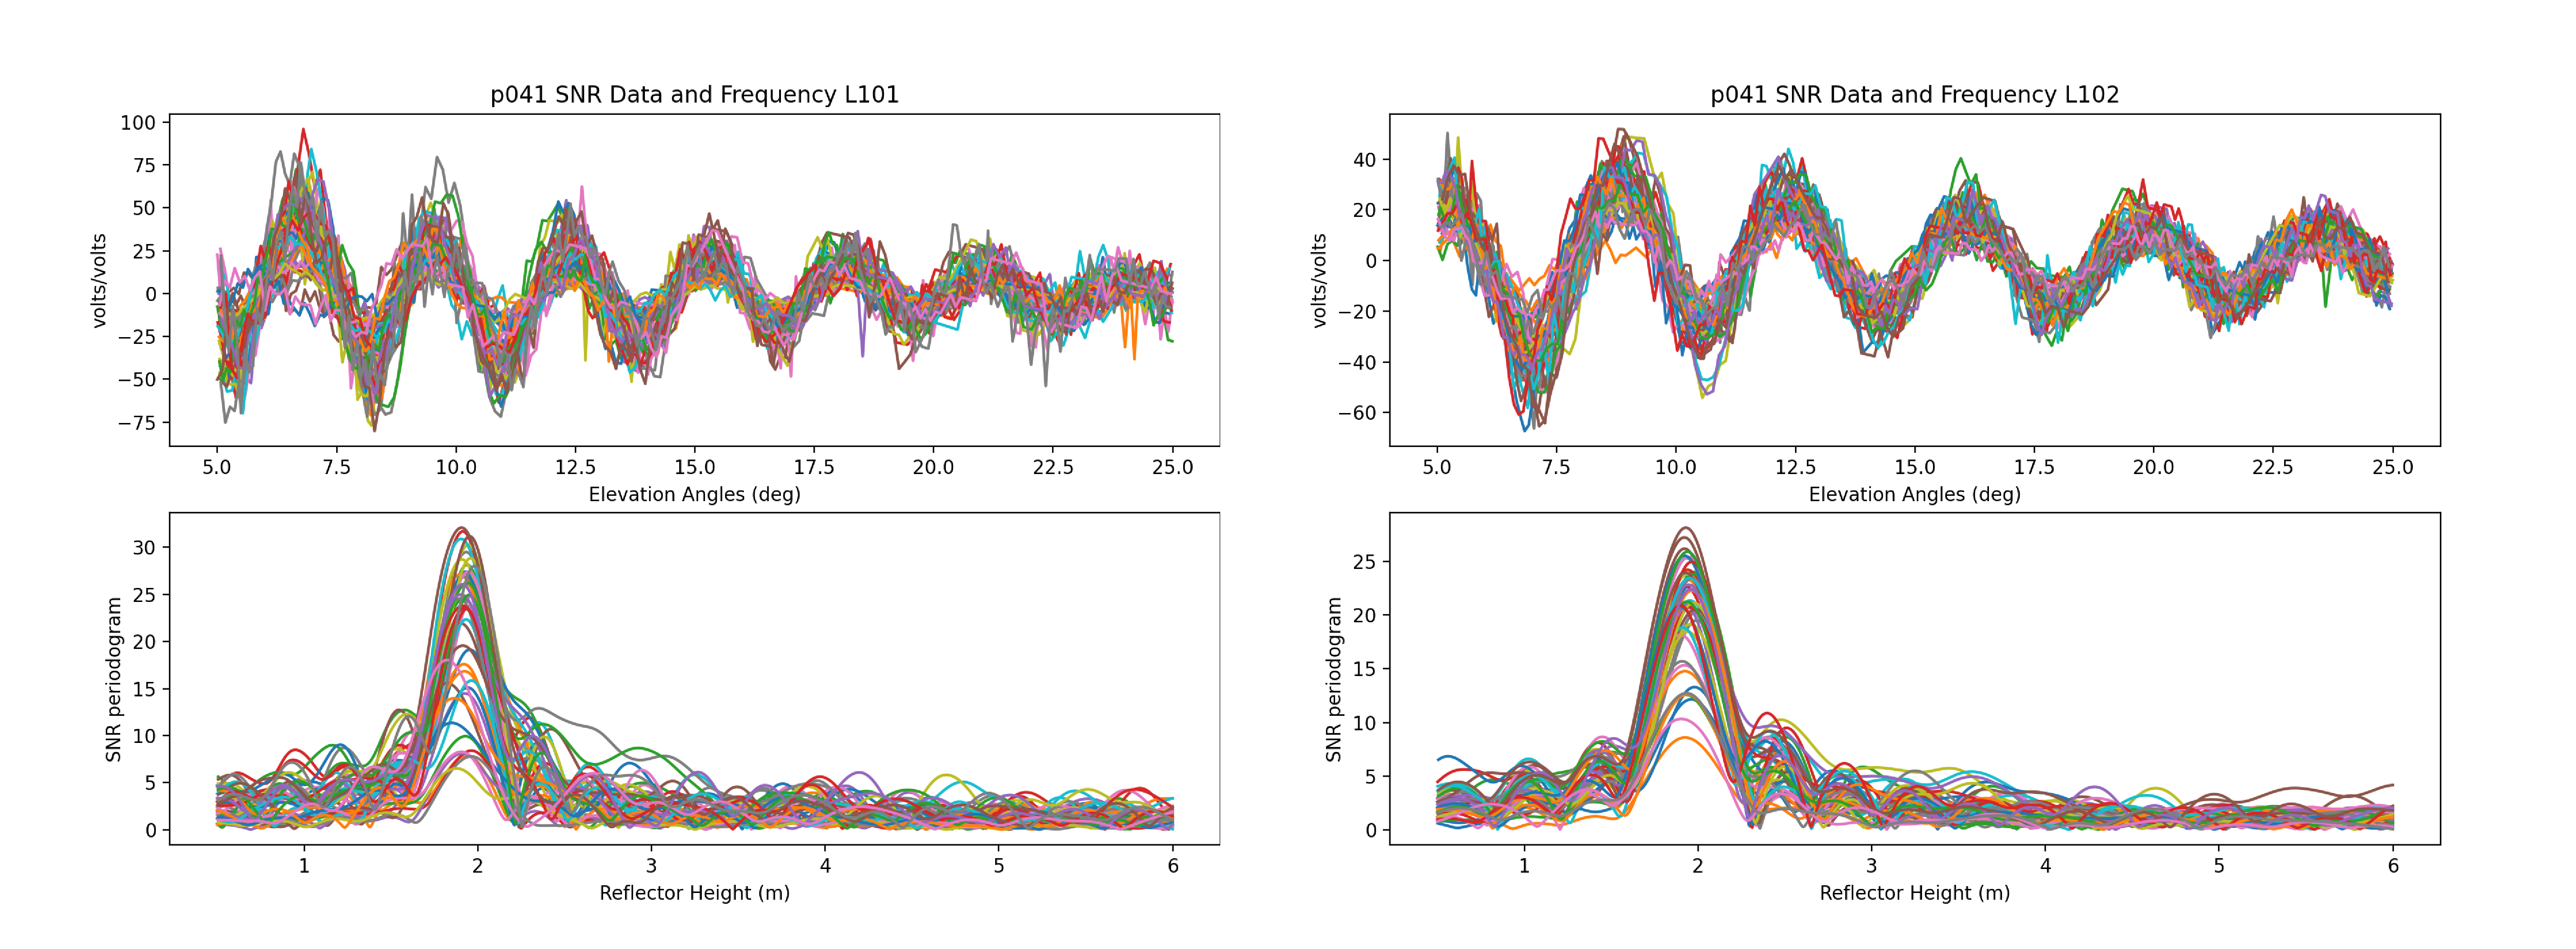 p041 SNR Data and Frequency L101
100
75
50
25
0
−25
−50
−75
volts/volts
5.0 7.5 10.0 12.5 15.0 17.5 20.0 22.5 25.0
Elevation Angles (deg)
30
25
20
15
10
5
0
SNR periodogram
1 2 3 4 5 6
Reflector Height (m)
p041 SNR Data and Frequency L102
40
20
0
−20
−40
−60
volts/volts
5.0 7.5 10.0 12.5 15.0 17.5 20.0 22.5 25.0
Elevation Angles (deg)
25
20
15
10
5
0
SNR periodogram
1 2 3 4 5 6
Reflector Height (m)